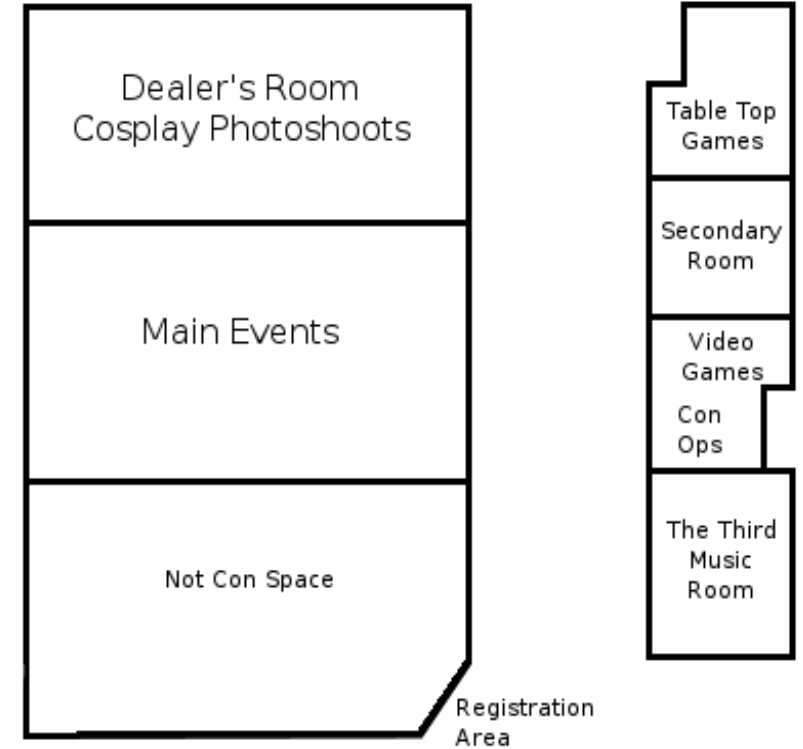 Dealer's Room
Cosplay Photoshoots
Main Events
Not Con Space
Registration
Area
Table Top
Games
Secondary
Room
Video
Games
Con
Ops
The Third
Music
Room